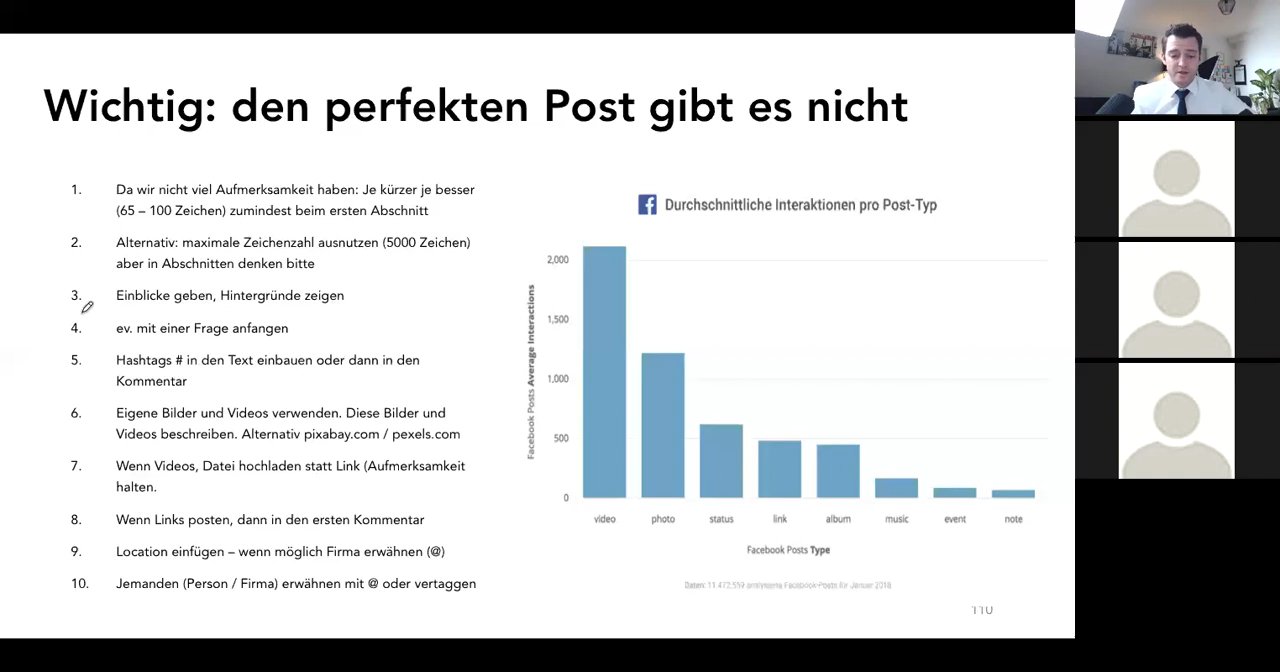 Wichtig: den perfekten Post gibt es nicht
1. Da wir nicht viel Aufmerksamkeit haben: Je kürzer je besser
(65 – 100 Zeichen) zumindest beim ersten Abschnitt
2. Alternativ: maximale Zeichenzahl ausnutzen (5000 Zeichen)
aber in Abschnitten denken bitte
3. Einblicke geben, Hintergründe zeigen
4. ev. mit einer Frage anfangen
5. Hashtags # in den Text einbauen oder dann in den
Kommentar
6. Eigene Bilder und Videos verwenden. Diese Bilder und
Videos beschreiben. Alternativ pixabay.com / pexels.com
7. Wenn Videos, Datei hochladen statt Link (Aufmerksamkeit
halten.
8. Wenn Links posten, dann in den ersten Kommentar
9. Location einfügen – wenn möglich Firma erwähnen (@)
10. Jemanden (Person / Firma) erwähnen mit @ oder vertaggen
f Durchschnittliche Interaktionen pro Post-Typ
Facebook Posts Average Interactions
2,000
1,500
1,000
500
0
video photo status link album music event note
Facebook Posts Type
Daten: analysierte Facebook-Posts für Januar 2018
110